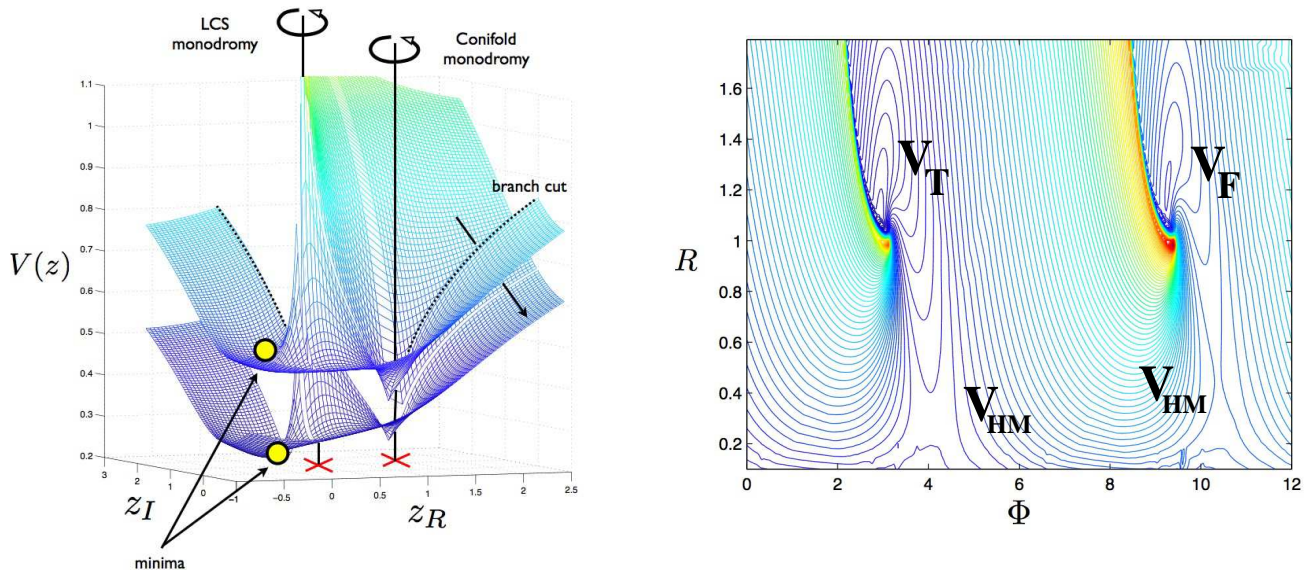 LCS
monodromy
Conifold
monodromy
1.1
1
0.9
0.8
0.7
0.6
0.5
0.4
0.3
0.2
V(z)
branch cut
3
2
1
0
-1
-0.5
0
0.5
1
1.5
2
2.5
z_I
z_R
minima
1.8
1.6
1.4
1.2
1
0.8
0.6
0.4
0.2
R
V_T
V_F
V_HM
V_HM
0
2
4
6
8
10
12
Φ